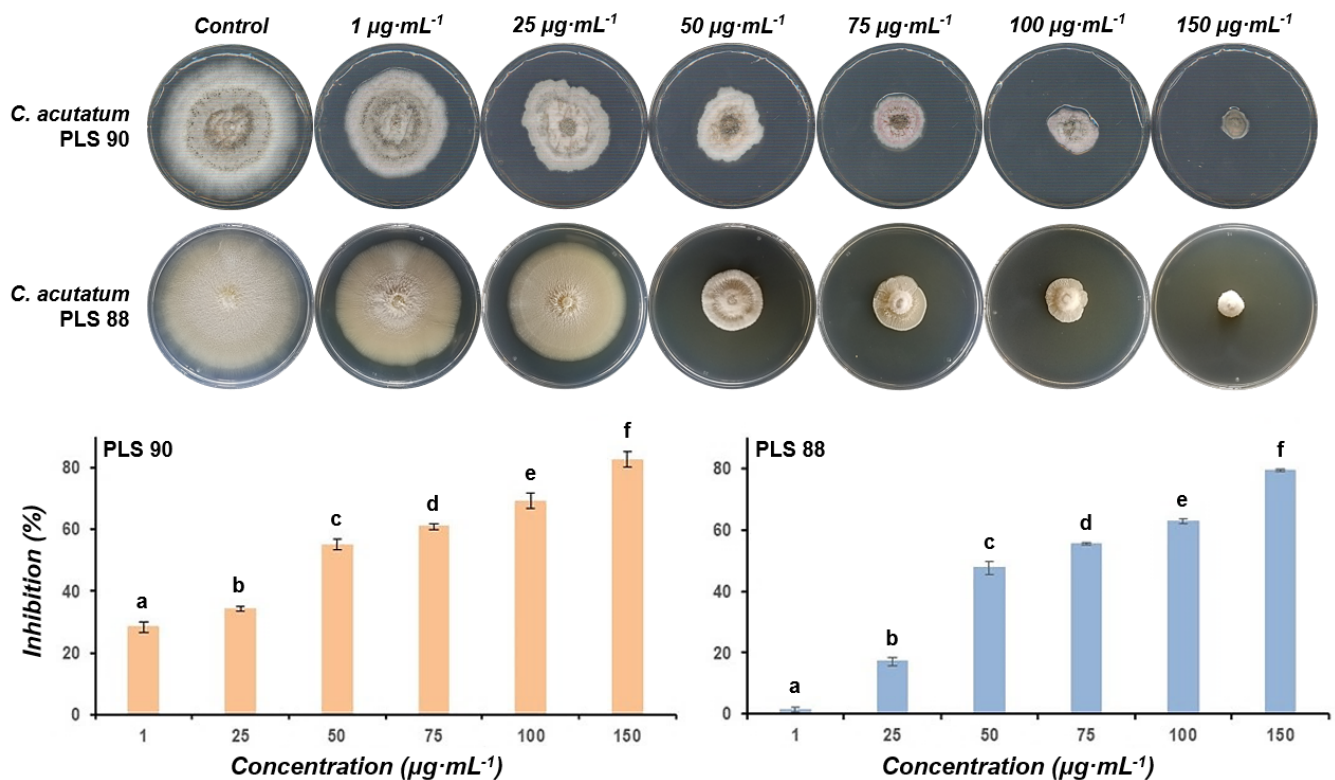 Control 1 µg·mL⁻¹ 25 µg·mL⁻¹ 50 µg·mL⁻¹ 75 µg·mL⁻¹ 100 µg·mL⁻¹ 150 µg·mL⁻¹
C. acutatum
PLS 90
C. acutatum
PLS 88
PLS 90
Inhibition (%)
80
60
40
20
0
a
b
c
d
e
f
1 25 50 75 100 150
Concentration (µg·mL⁻¹)
PLS 88
80
60
40
20
0
a
b
c
d
e
f
1 25 50 75 100 150
Concentration (µg·mL⁻¹)